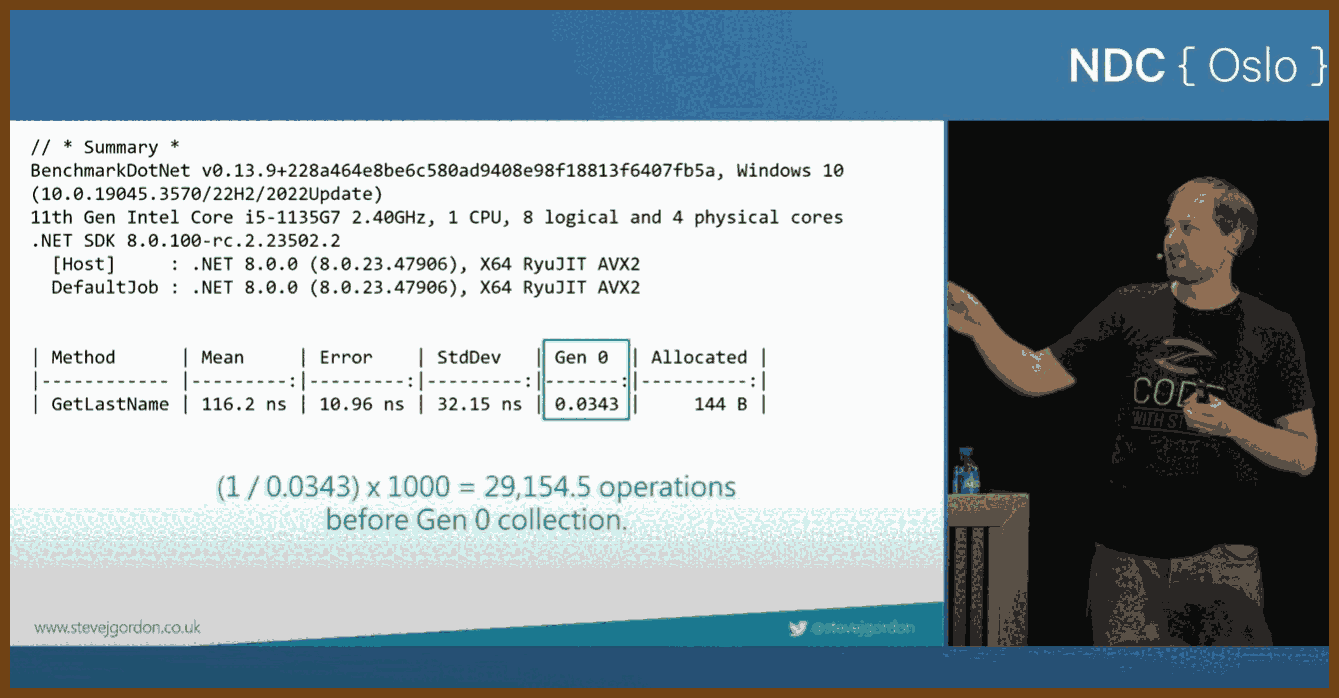 NDC { Oslo }
// * Summary *
BenchmarkDotNet v0.13.9+228a464e8be6c580ad9408e98f18813f6407fb5a, Windows 10
(10.0.19045.3570/22H2/2022Update)
11th Gen Intel Core i5-1135G7 2.40GHz, 1 CPU, 8 logical and 4 physical cores
.NET SDK 8.0.100-rc.2.23502.2
[Host]     : .NET 8.0.0 (8.0.23.47906), X64 RyuJIT AVX2
DefaultJob : .NET 8.0.0 (8.0.23.47906), X64 RyuJIT AVX2
| Method      | Mean     | Error    | StdDev   | Gen 0  | Allocated |
|------------ |---------:|---------:|---------:|-------:|----------:|
| GetLastName | 116.2 ns | 10.96 ns | 32.15 ns | 0.0343 |     144 B |
(1 / 0.0343) x 1000 = 29,154.5 operations
before Gen 0 collection.
www.stevejgordon.co.uk
@stevejgordon
CODE
WITH ST